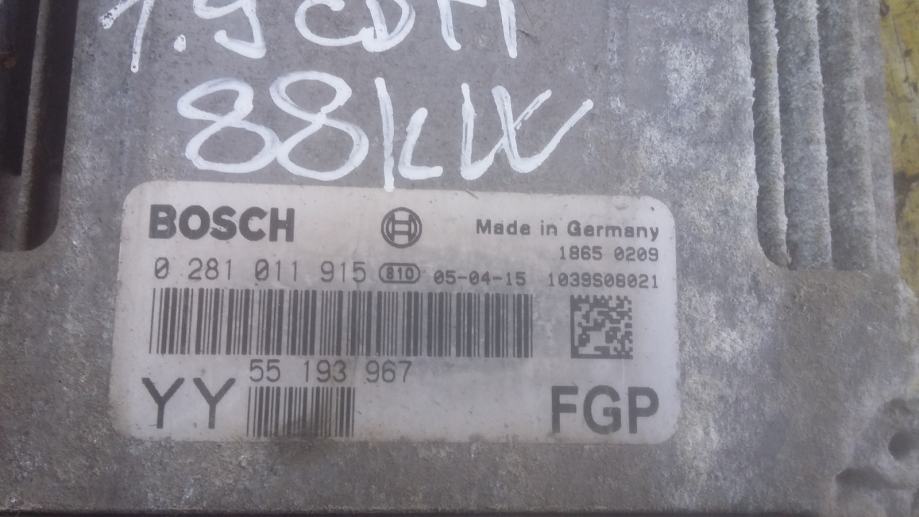 1.9 CDTI
88kW
BOSCH Made in Germany
1865 0209
0 281 011 915 810 05-04-15 1039S08021
55 193 967
YY FGP